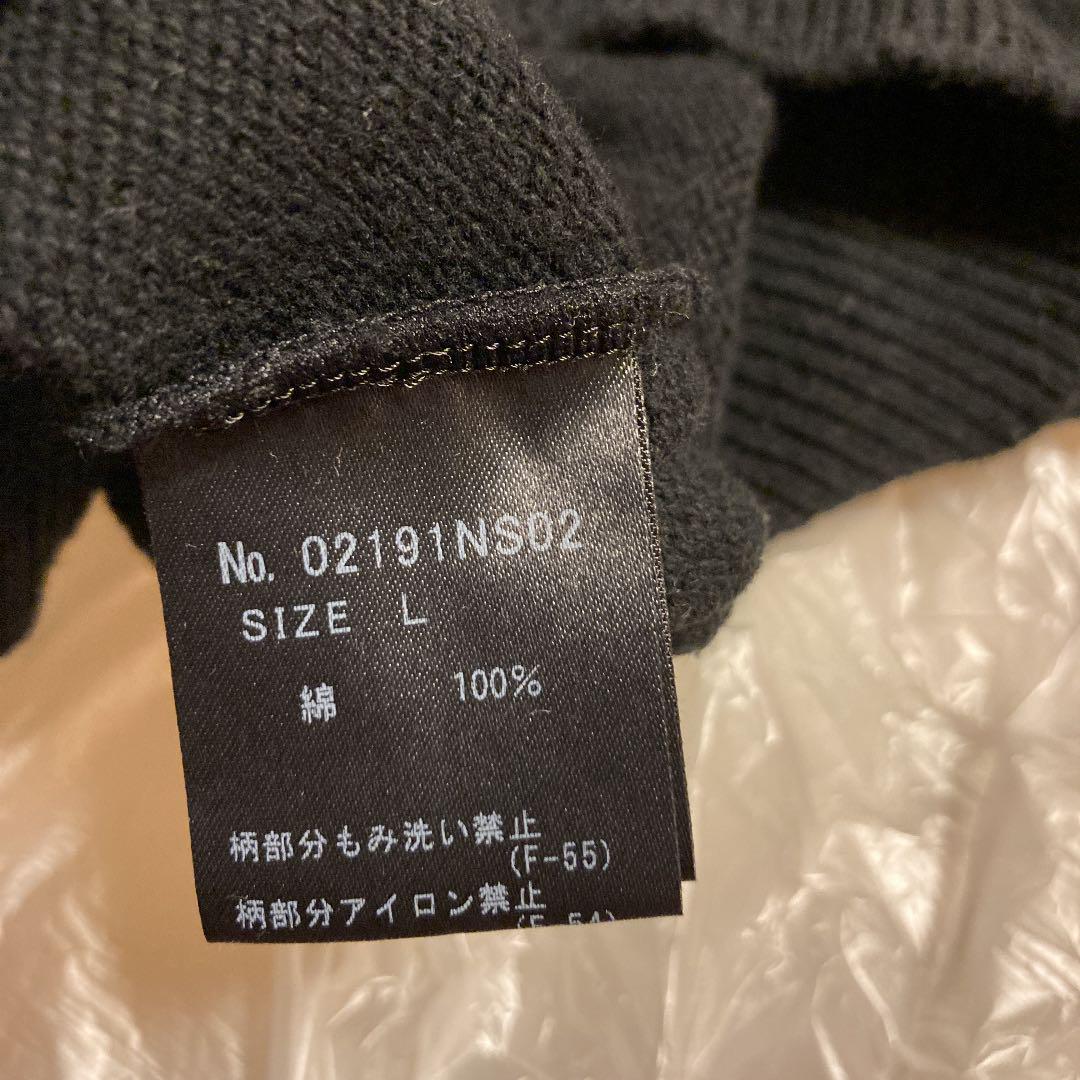 No. 02191NS02
SIZE L
綿 100%
柄部分もみ洗い禁止
(F-55)
柄部分アイロン禁止
(F-54)